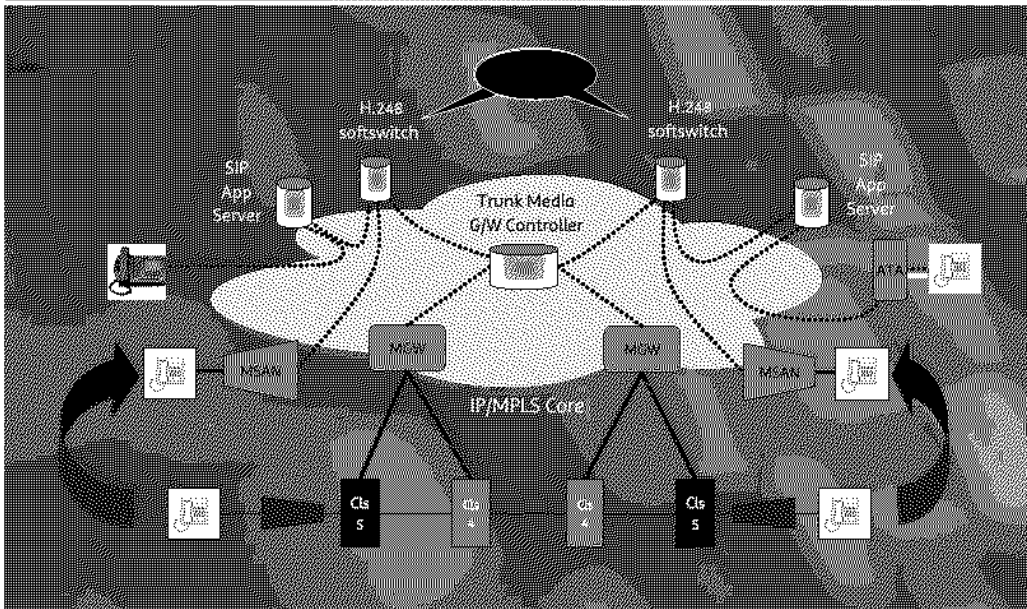 H.248
softswitch
H.248
softswitch
SIP
App
Server
SIP
App
Server
Trunk Media
G/W Controller
ATA
MGW
MGW
MSAN
MSAN
IP/MPLS Core
Cls
5
Cls
4
Cls
4
Cls
5